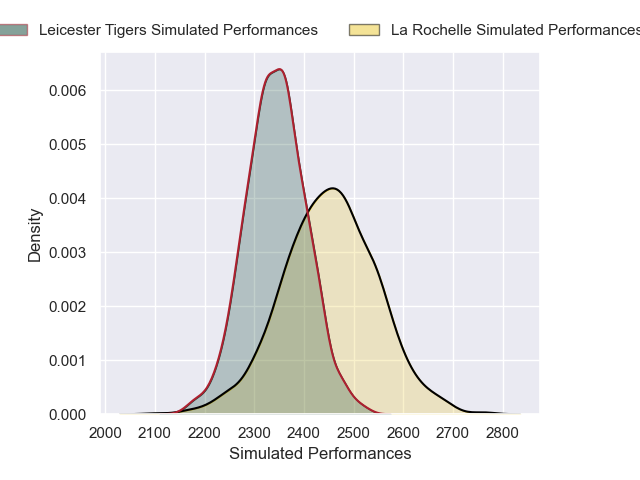 Leicester Tigers Simulated Performances
La Rochelle Simulated Performances
0.006
0.005
0.004
0.003
0.002
0.001
0.000
Density
2000 2100 2200 2300 2400 2500 2600 2700 2800
Simulated Performances